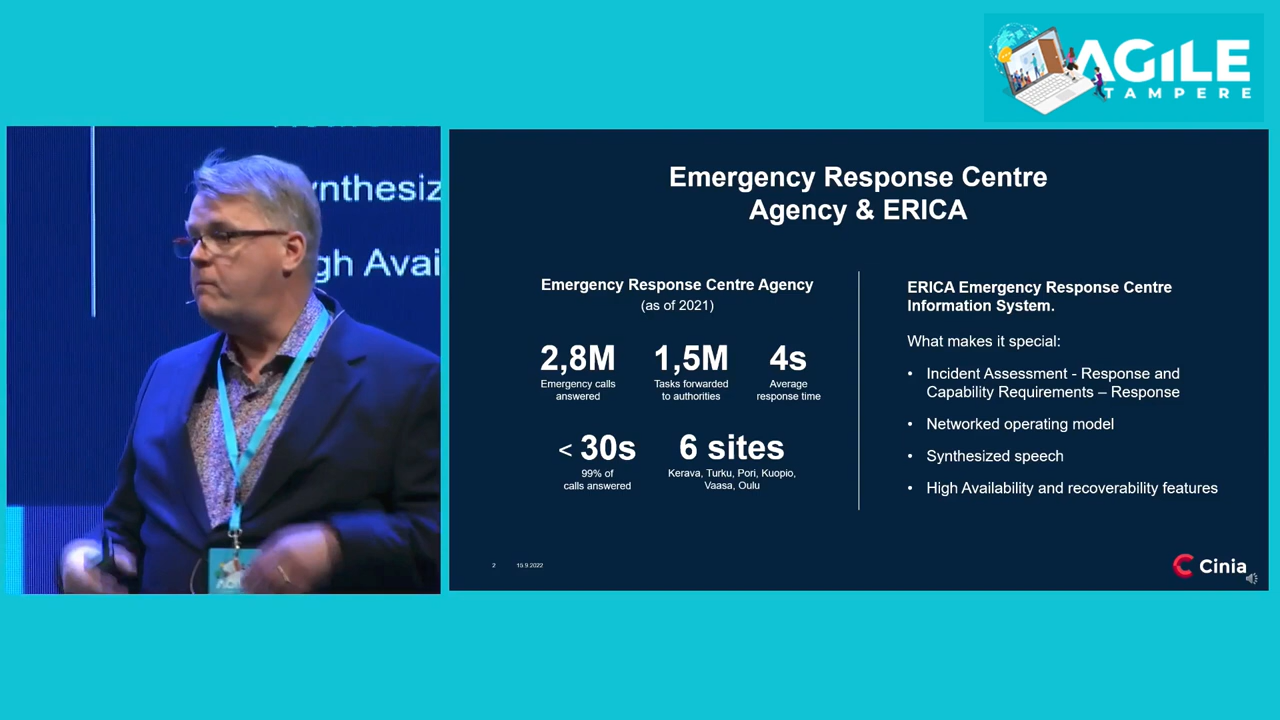 AGiLE
TAMPERE
ynthesiz
gh Avai
Emergency Response Centre
Agency & ERICA
Emergency Response Centre Agency
(as of 2021)
2,8M
Emergency calls
answered
1,5M
Tasks forwarded
to authorities
4s
Average
response time
< 30s
99% of
calls answered
6 sites
Kerava, Turku, Pori, Kuopio,
Vaasa, Oulu
ERICA Emergency Response Centre
Information System.
What makes it special:
• Incident Assessment - Response and
Capability Requirements – Response
• Networked operating model
• Synthesized speech
• High Availability and recoverability features
2
Cinia